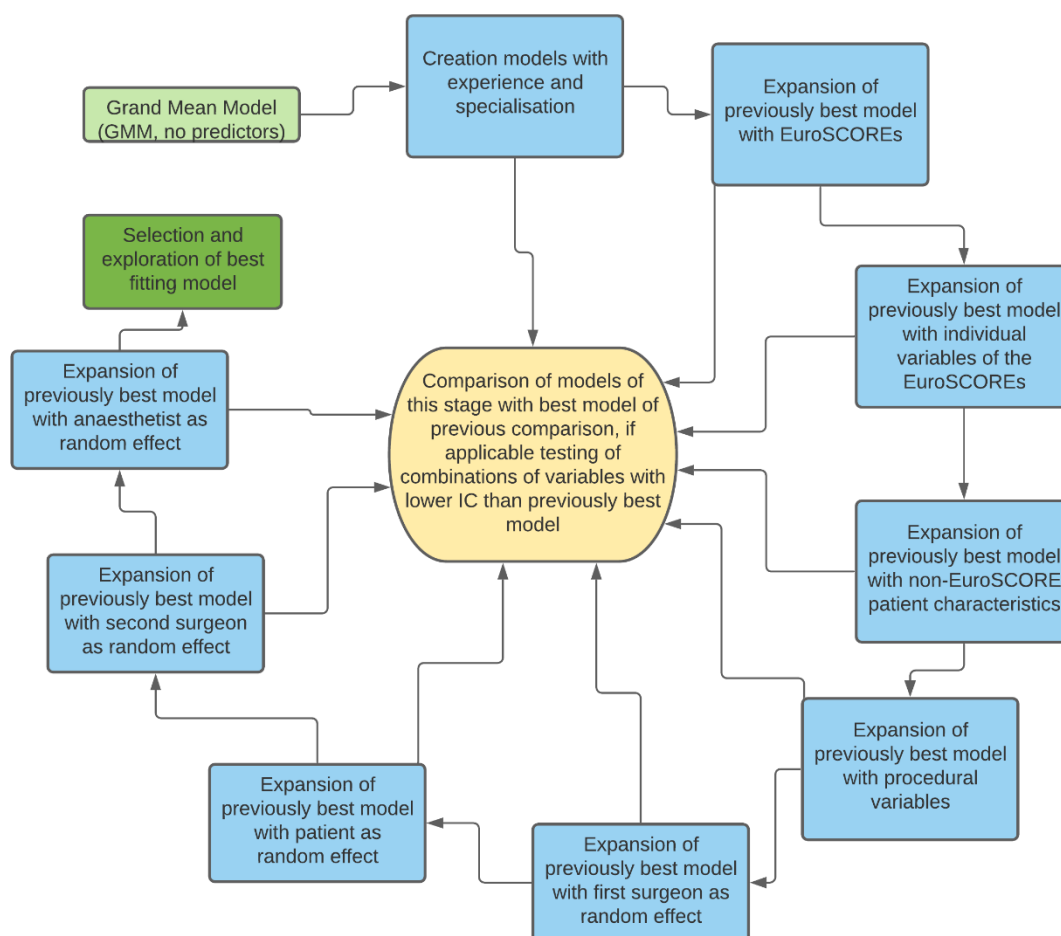 Grand Mean Model
(GMM, no predictors)
Creation models with
experience and
specialisation
Expansion of
previously best model
with EuroSCOREs
Expansion of
previously best model
with individual
variables of the
EuroSCOREs
Expansion of
previously best model
with non-EuroSCORE
patient characteristics
Expansion of
previously best model
with procedural
variables
Expansion of
previously best model
with first surgeon as
random effect
Expansion of
previously best model
with patient as
random effect
Expansion of
previously best model
with second surgeon
as random effect
Expansion of
previously best model
with anaesthetist as
random effect
Selection and
exploration of best
fitting model
Comparison of models of
this stage with best model of
previous comparison, if
applicable testing of
combinations of variables with
lower IC than previously best
model